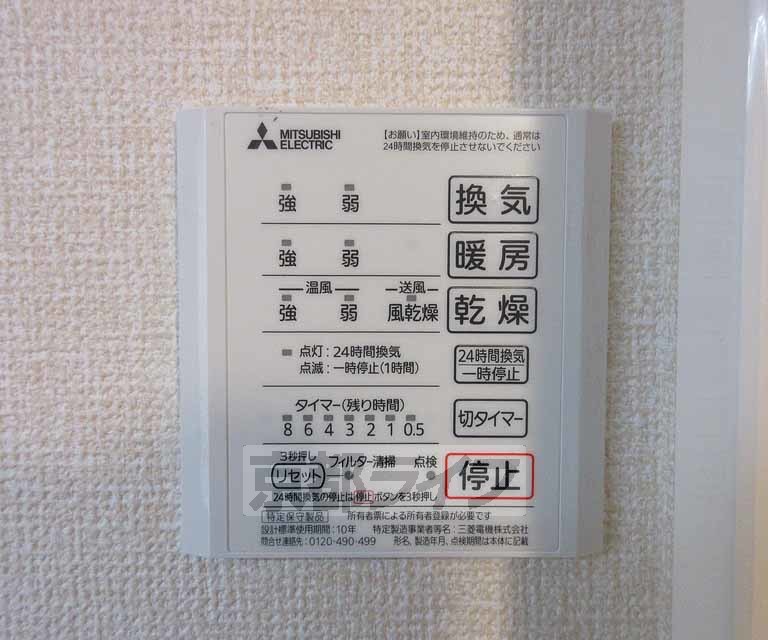 MITSUBISHI
ELECTRIC
【お願い】室内環境維持のため、通常は
24時間換気を停止させないでください
強 弱 換気
強 弱 暖房
温風 送風
強 弱 風乾燥 乾燥
点灯:24時間換気
点滅:一時停止(1時間)
24時間換気
一時停止
タイマー(残り時間)
8 6 4 3 2 1 0.5
切タイマー
3秒押し
リセット フィルター清掃 点検
停止
24時間換気の停止は停止ボタンを3秒押し
京都ライフ
特定保守製品 所有者票による所有者登録が必要です
設計標準使用期間:10年 特定製造事業者等名:三菱電機株式会社
問合せ連絡先:0120-490-499 形名、製造年月、点検期間は本体に記載